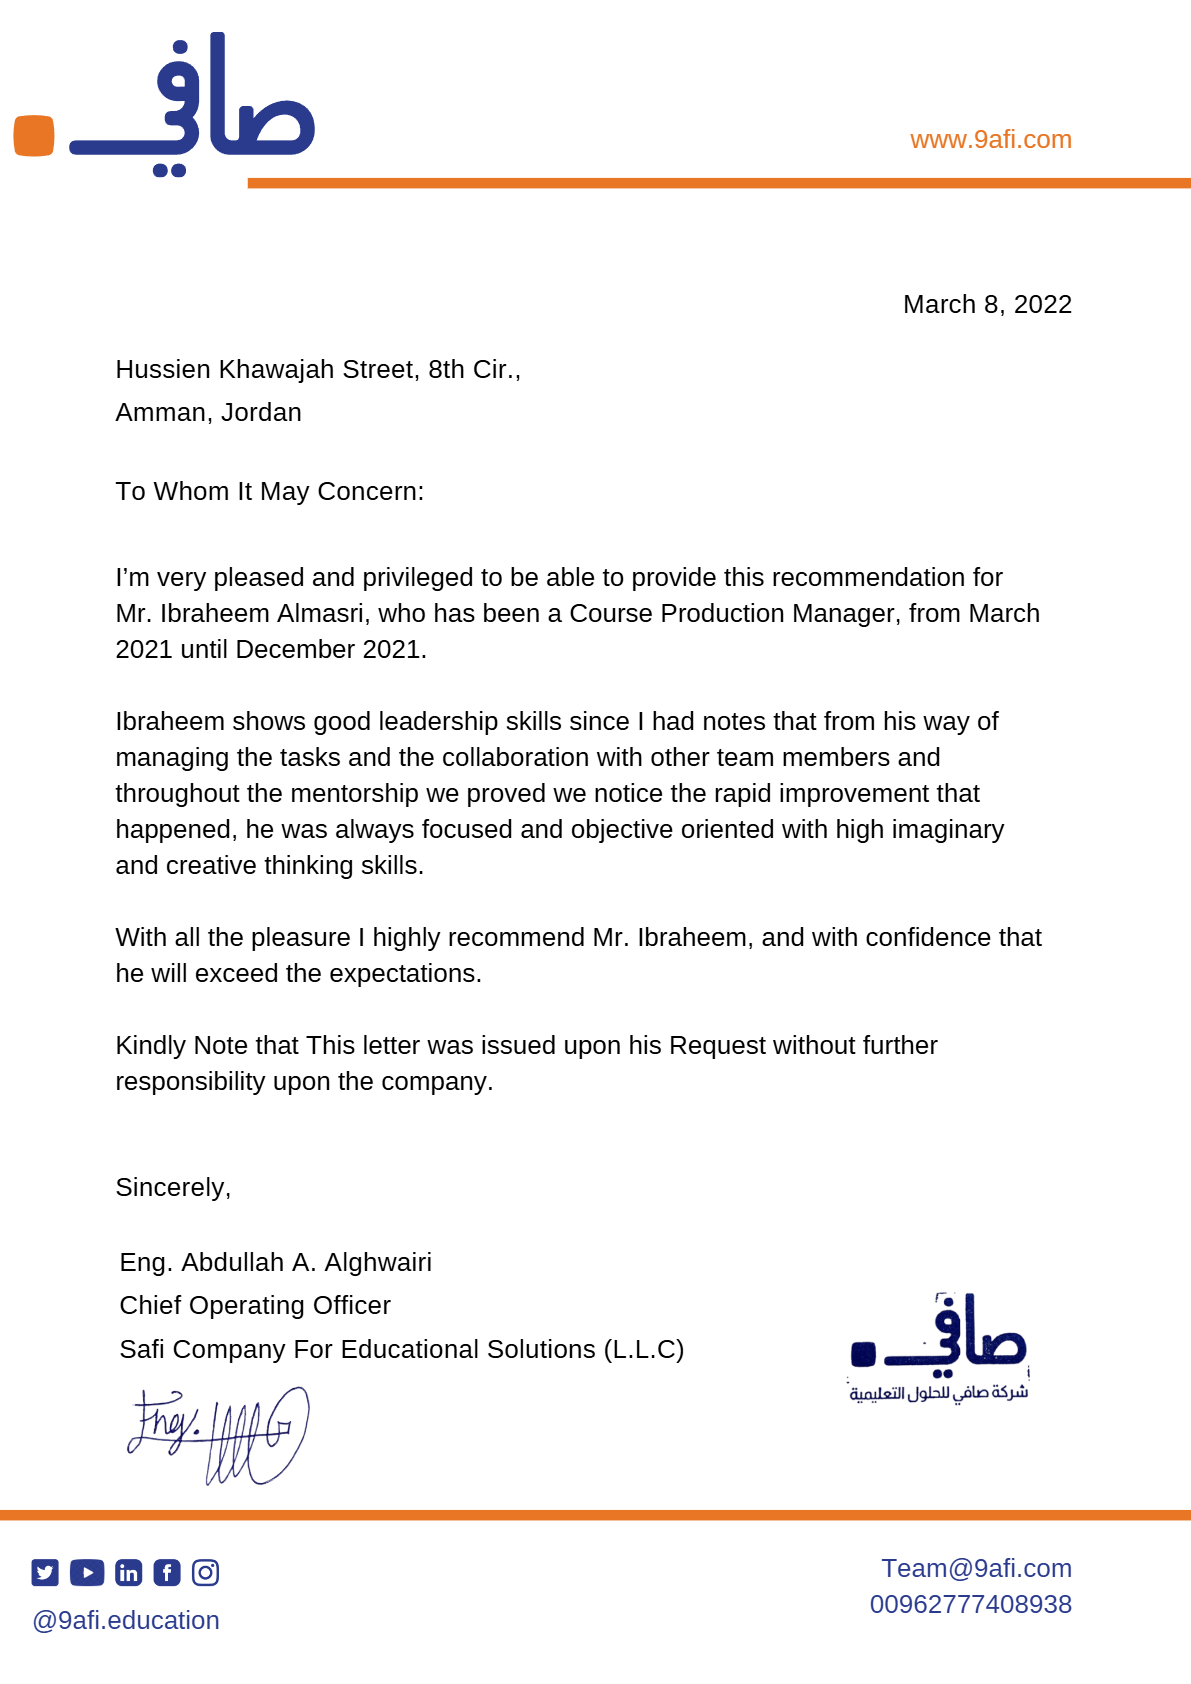 صافي
www.9afi.com
March 8, 2022
Hussien Khawajah Street, 8th Cir.,
Amman, Jordan
To Whom It May Concern:
I’m very pleased and privileged to be able to provide this recommendation for
Mr. Ibraheem Almasri, who has been a Course Production Manager, from March
2021 until December 2021.
Ibraheem shows good leadership skills since I had notes that from his way of
managing the tasks and the collaboration with other team members and
throughout the mentorship we proved we notice the rapid improvement that
happened, he was always focused and objective oriented with high imaginary
and creative thinking skills.
With all the pleasure I highly recommend Mr. Ibraheem, and with confidence that
he will exceed the expectations.
Kindly Note that This letter was issued upon his Request without further
responsibility upon the company.
Sincerely,
Eng. Abdullah A. Alghwairi
Chief Operating Officer
Safi Company For Educational Solutions (L.L.C)
صافي
شركة صافي للحلول التعليمية
Eng.
@9afi.education
Team@9afi.com
00962777408938